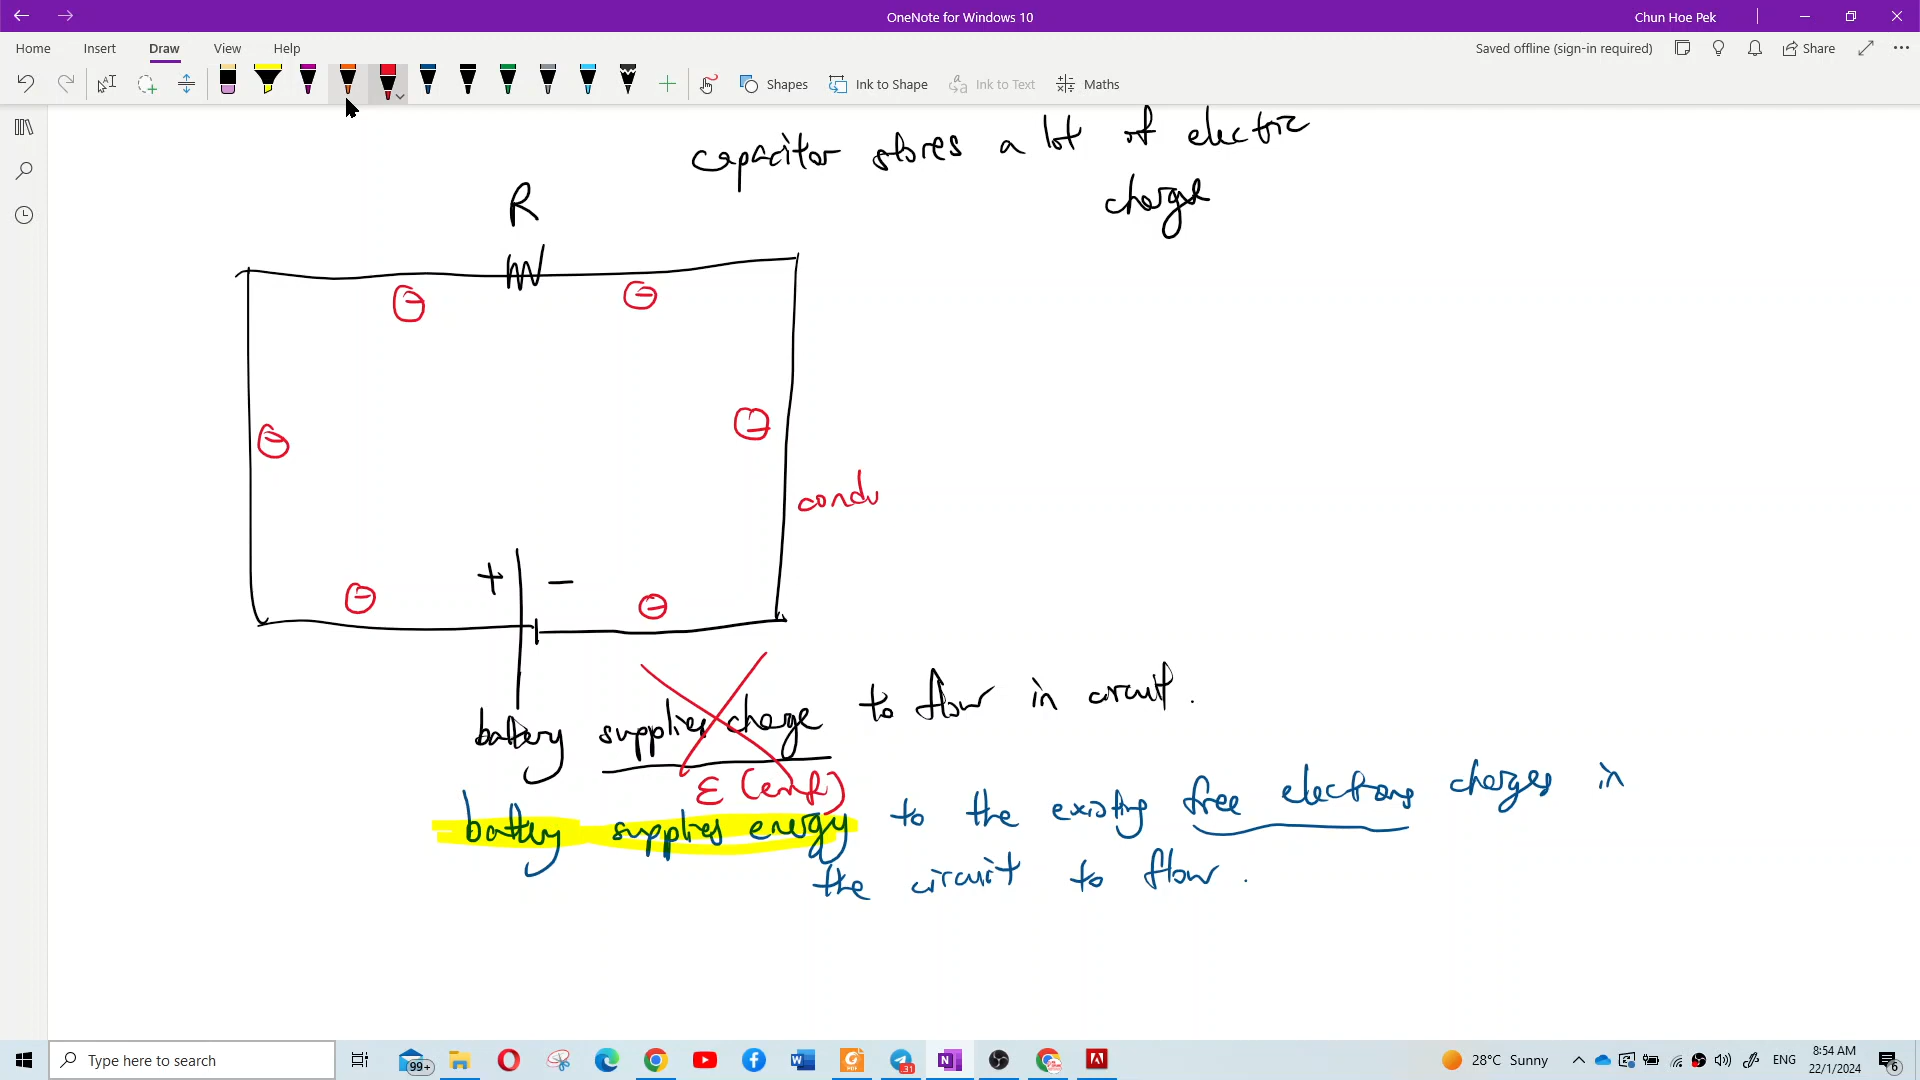 OneNote for Windows 10
Chun Hoe Pek
Home Insert Draw View Help
Saved offline (sign-in required)
Share
Shapes
Ink to Shape
Ink to Text
Maths
capacitor stores a lot of electric
charge
R
condu
+ −
battery supplies charge to flow in circuit.
ε (emf)
battery supplies energy to the existing free electrons charges in
the circuit to flow.
Type here to search
99+
31
28°C Sunny
ENG
8:54 AM
22/1/2024
6